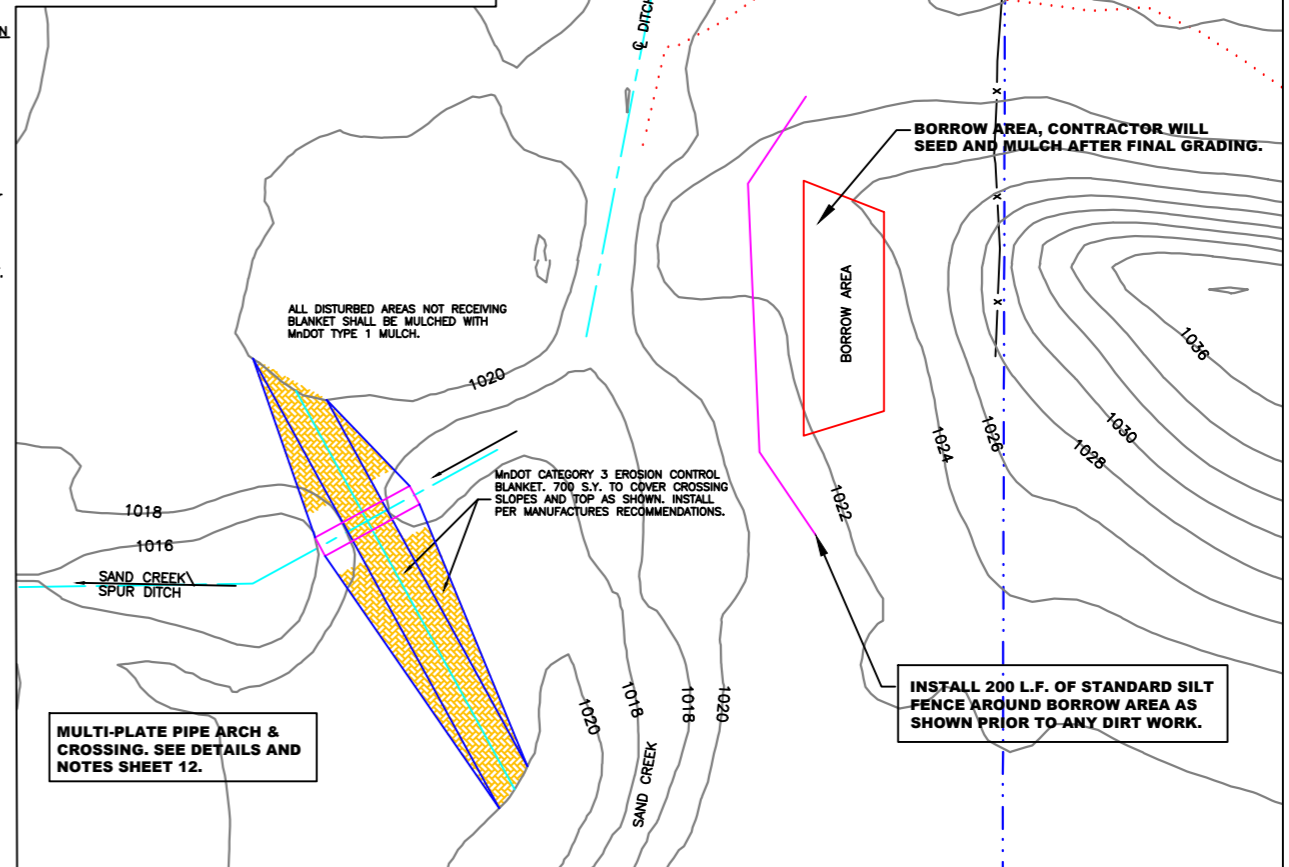 N
℄ DITCH
BORROW AREA, CONTRACTOR WILL
SEED AND MULCH AFTER FINAL GRADING.
x
x
x
BORROW AREA
ALL DISTURBED AREAS NOT RECEIVING
BLANKET SHALL BE MULCHED WITH
MnDOT TYPE 1 MULCH.
1036
1020
1030
1024
1026
1028
MnDOT CATEGORY 3 EROSION CONTROL
BLANKET. 700 S.Y. TO COVER CROSSING
SLOPES AND TOP AS SHOWN. INSTALL
PER MANUFACTURES RECOMMENDATIONS.
1022
1018
1016
SAND CREEK
SPUR DITCH
1020
1018
1018
1020
SAND CREEK
INSTALL 200 L.F. OF STANDARD SILT
FENCE AROUND BORROW AREA AS
SHOWN PRIOR TO ANY DIRT WORK.
MULTI-PLATE PIPE ARCH &
CROSSING. SEE DETAILS AND
NOTES SHEET 12.